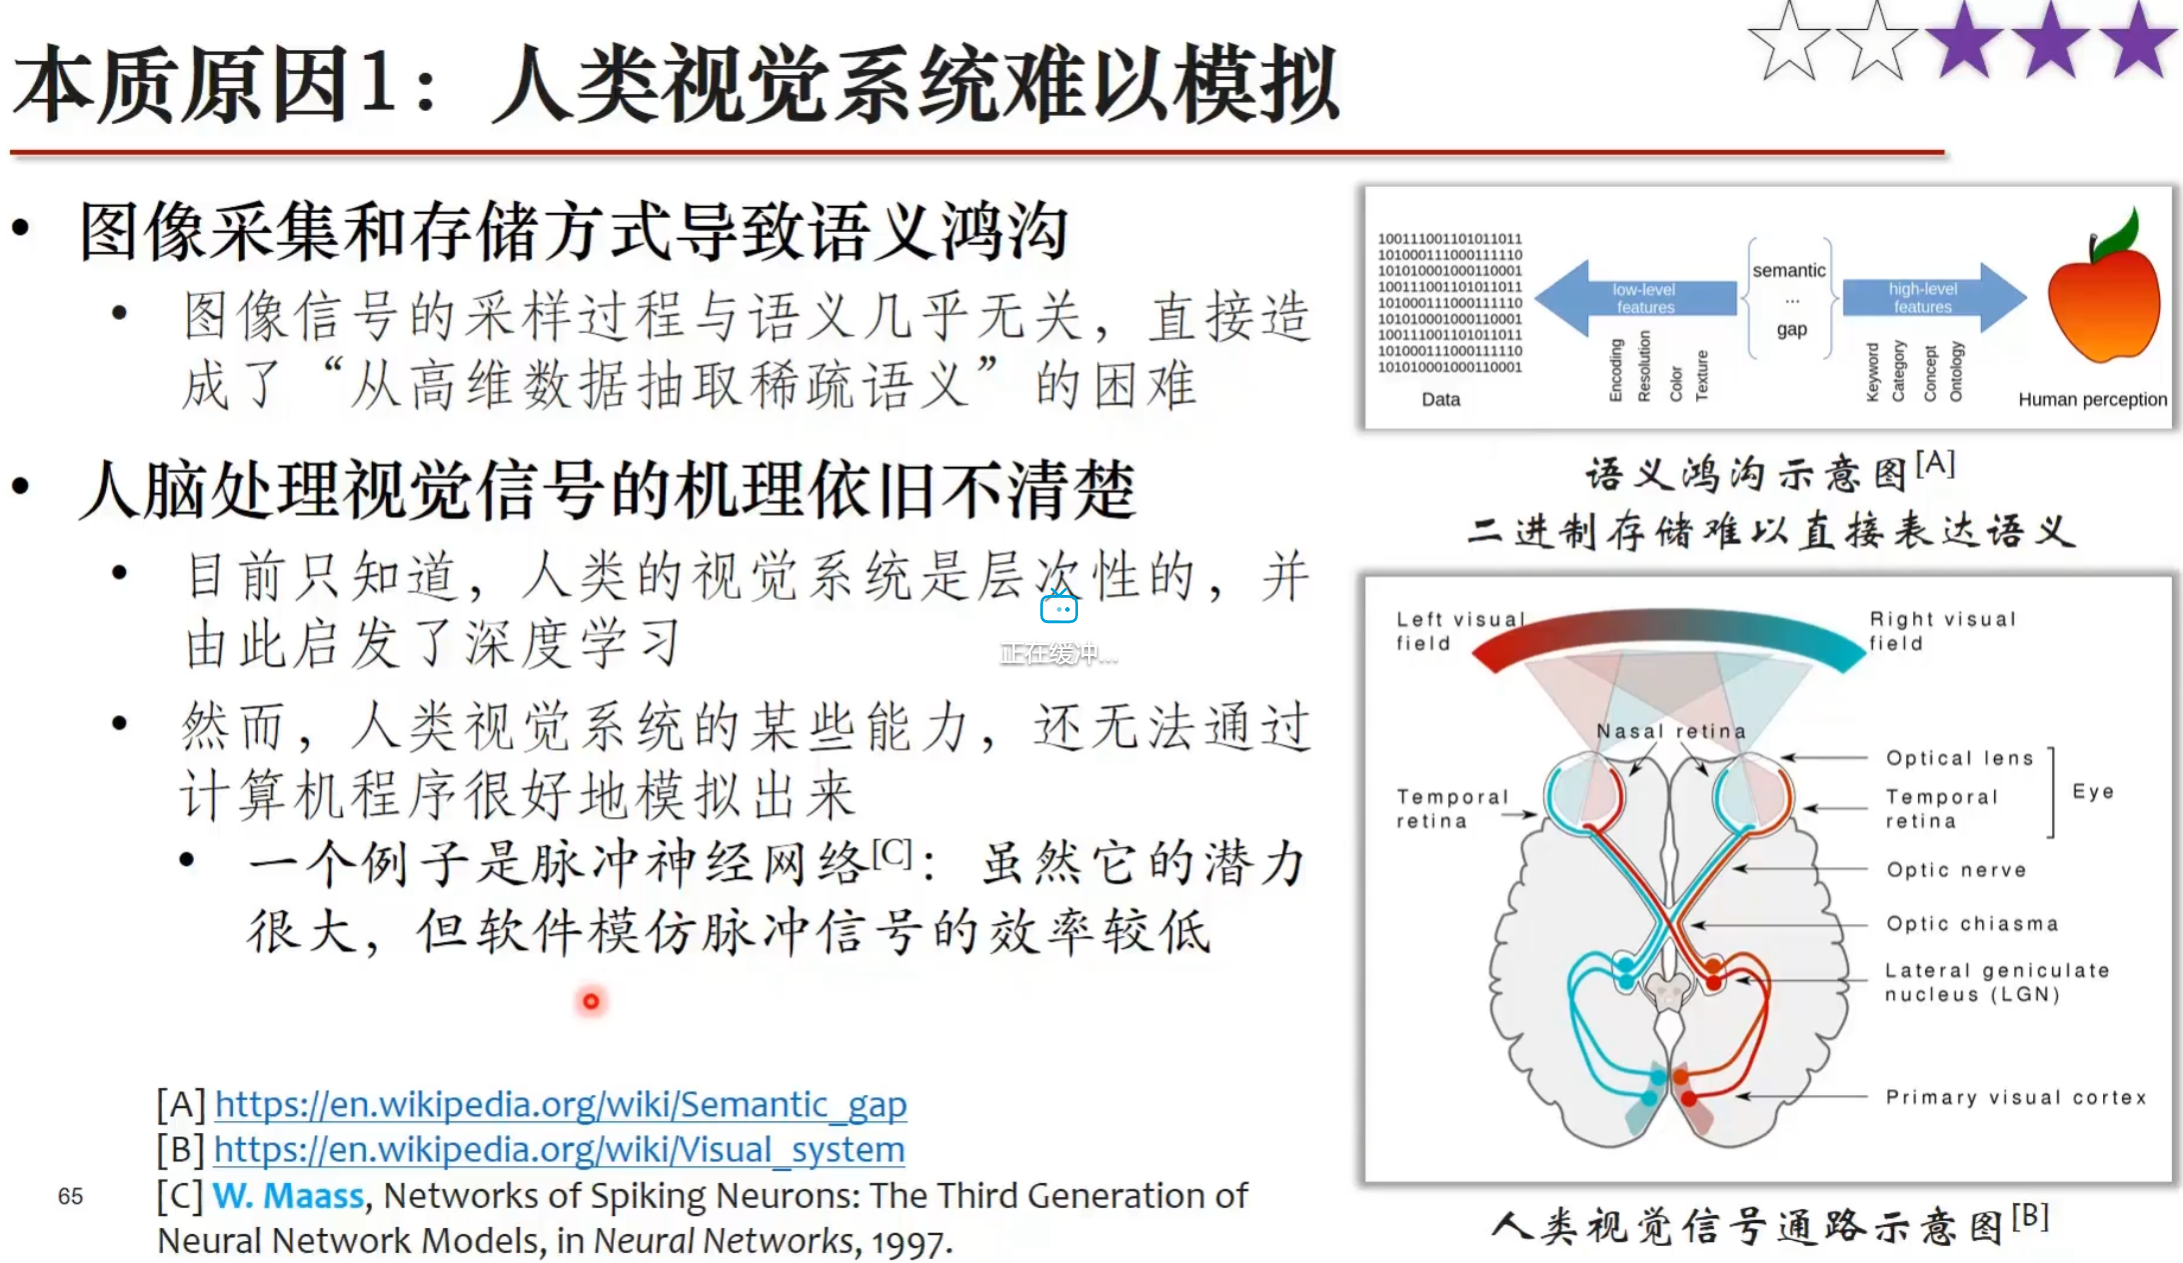 本质原因1：人类视觉系统难以模拟
• 图像采集和存储方式导致语义鸿沟
• 图像信号的采样过程与语义几乎无关，直接造
成了“从高维数据抽取稀疏语义”的困难
• 人脑处理视觉信号的机理依旧不清楚
• 目前只知道，人类的视觉系统是层次性的，并
由此启发了深度学习
• 然而，人类视觉系统的某些能力，还无法通过
计算机程序很好地模拟出来
• 一个例子是脉冲神经网络[C]：虽然它的潜力
很大，但软件模仿脉冲信号的效率较低
正在缓冲...
[A] https://en.wikipedia.org/wiki/Semantic_gap
[B] https://en.wikipedia.org/wiki/Visual_system
[C] W. Maass, Networks of Spiking Neurons: The Third Generation of
Neural Network Models, in Neural Networks, 1997.
65
100111001101011011
101000111000111110
101010001000110001
100111001101011011
101000111000111110
101010001000110001
100111001101011011
101000111000111110
101010001000110001
Data
low-level
features
Encoding
Resolution
Color
Texture
semantic
...
gap
high-level
features
Keyword
Category
Concept
Ontology
Human perception
语义鸿沟示意图[A]
二进制存储难以直接表达语义
Left visual
field
Right visual
field
Nasal retina
Temporal
retina
Optical lens
Temporal
retina
Eye
Optic nerve
Optic chiasma
Lateral geniculate
nucleus (LGN)
Primary visual cortex
人类视觉信号通路示意图[B]